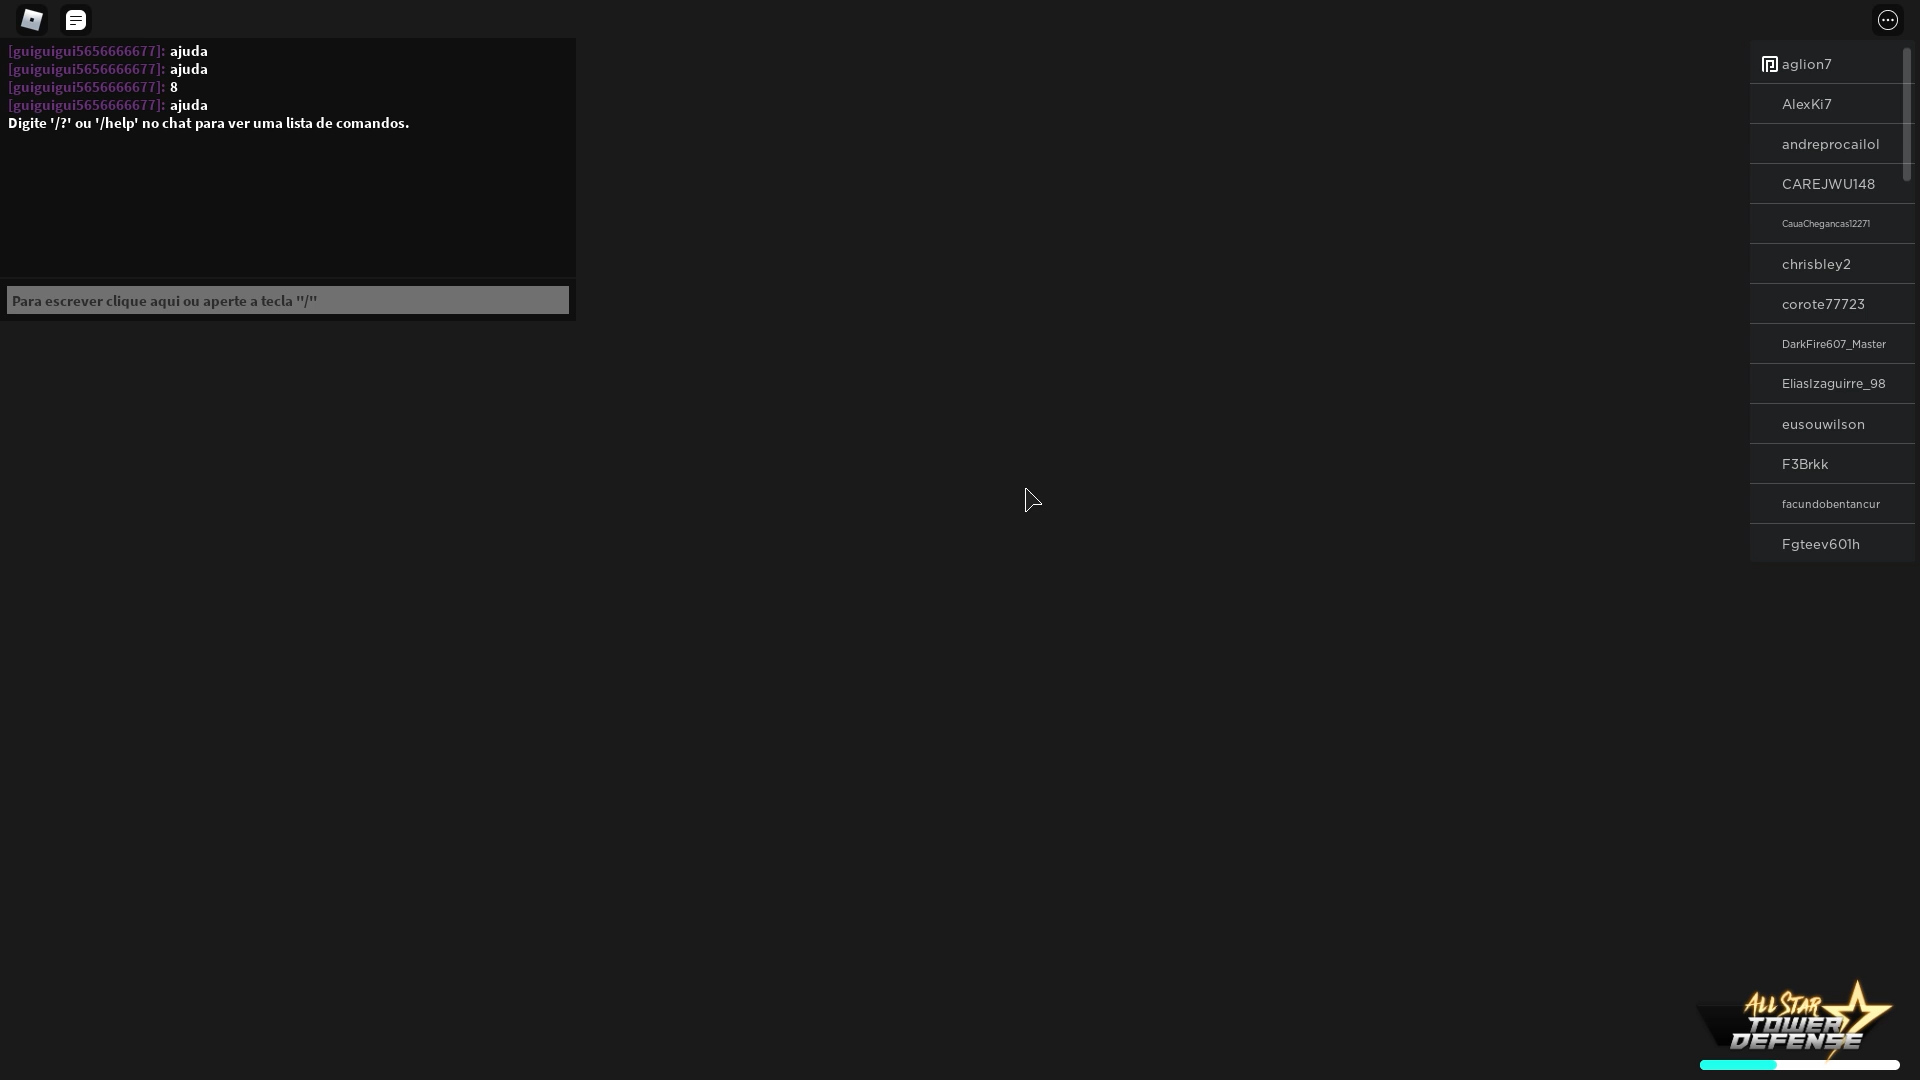 [guiguigui5656666677]: ajuda
[guiguigui5656666677]: ajuda
[guiguigui5656666677]: 8
[guiguigui5656666677]: ajuda
Digite '/?' ou '/help' no chat para ver uma lista de comandos.
Para escrever clique aqui ou aperte a tecla "/"
aglion7
AlexKi7
andreprocailol
CAREJWU148
CauaChegancas12271
chrisbley2
corote77723
DarkFire607_Master
EliasIzaguirre_98
eusouwilson
F3Brkk
facundobentancur
Fgteev601h
ALL STAR
TOWER
DEFENSE